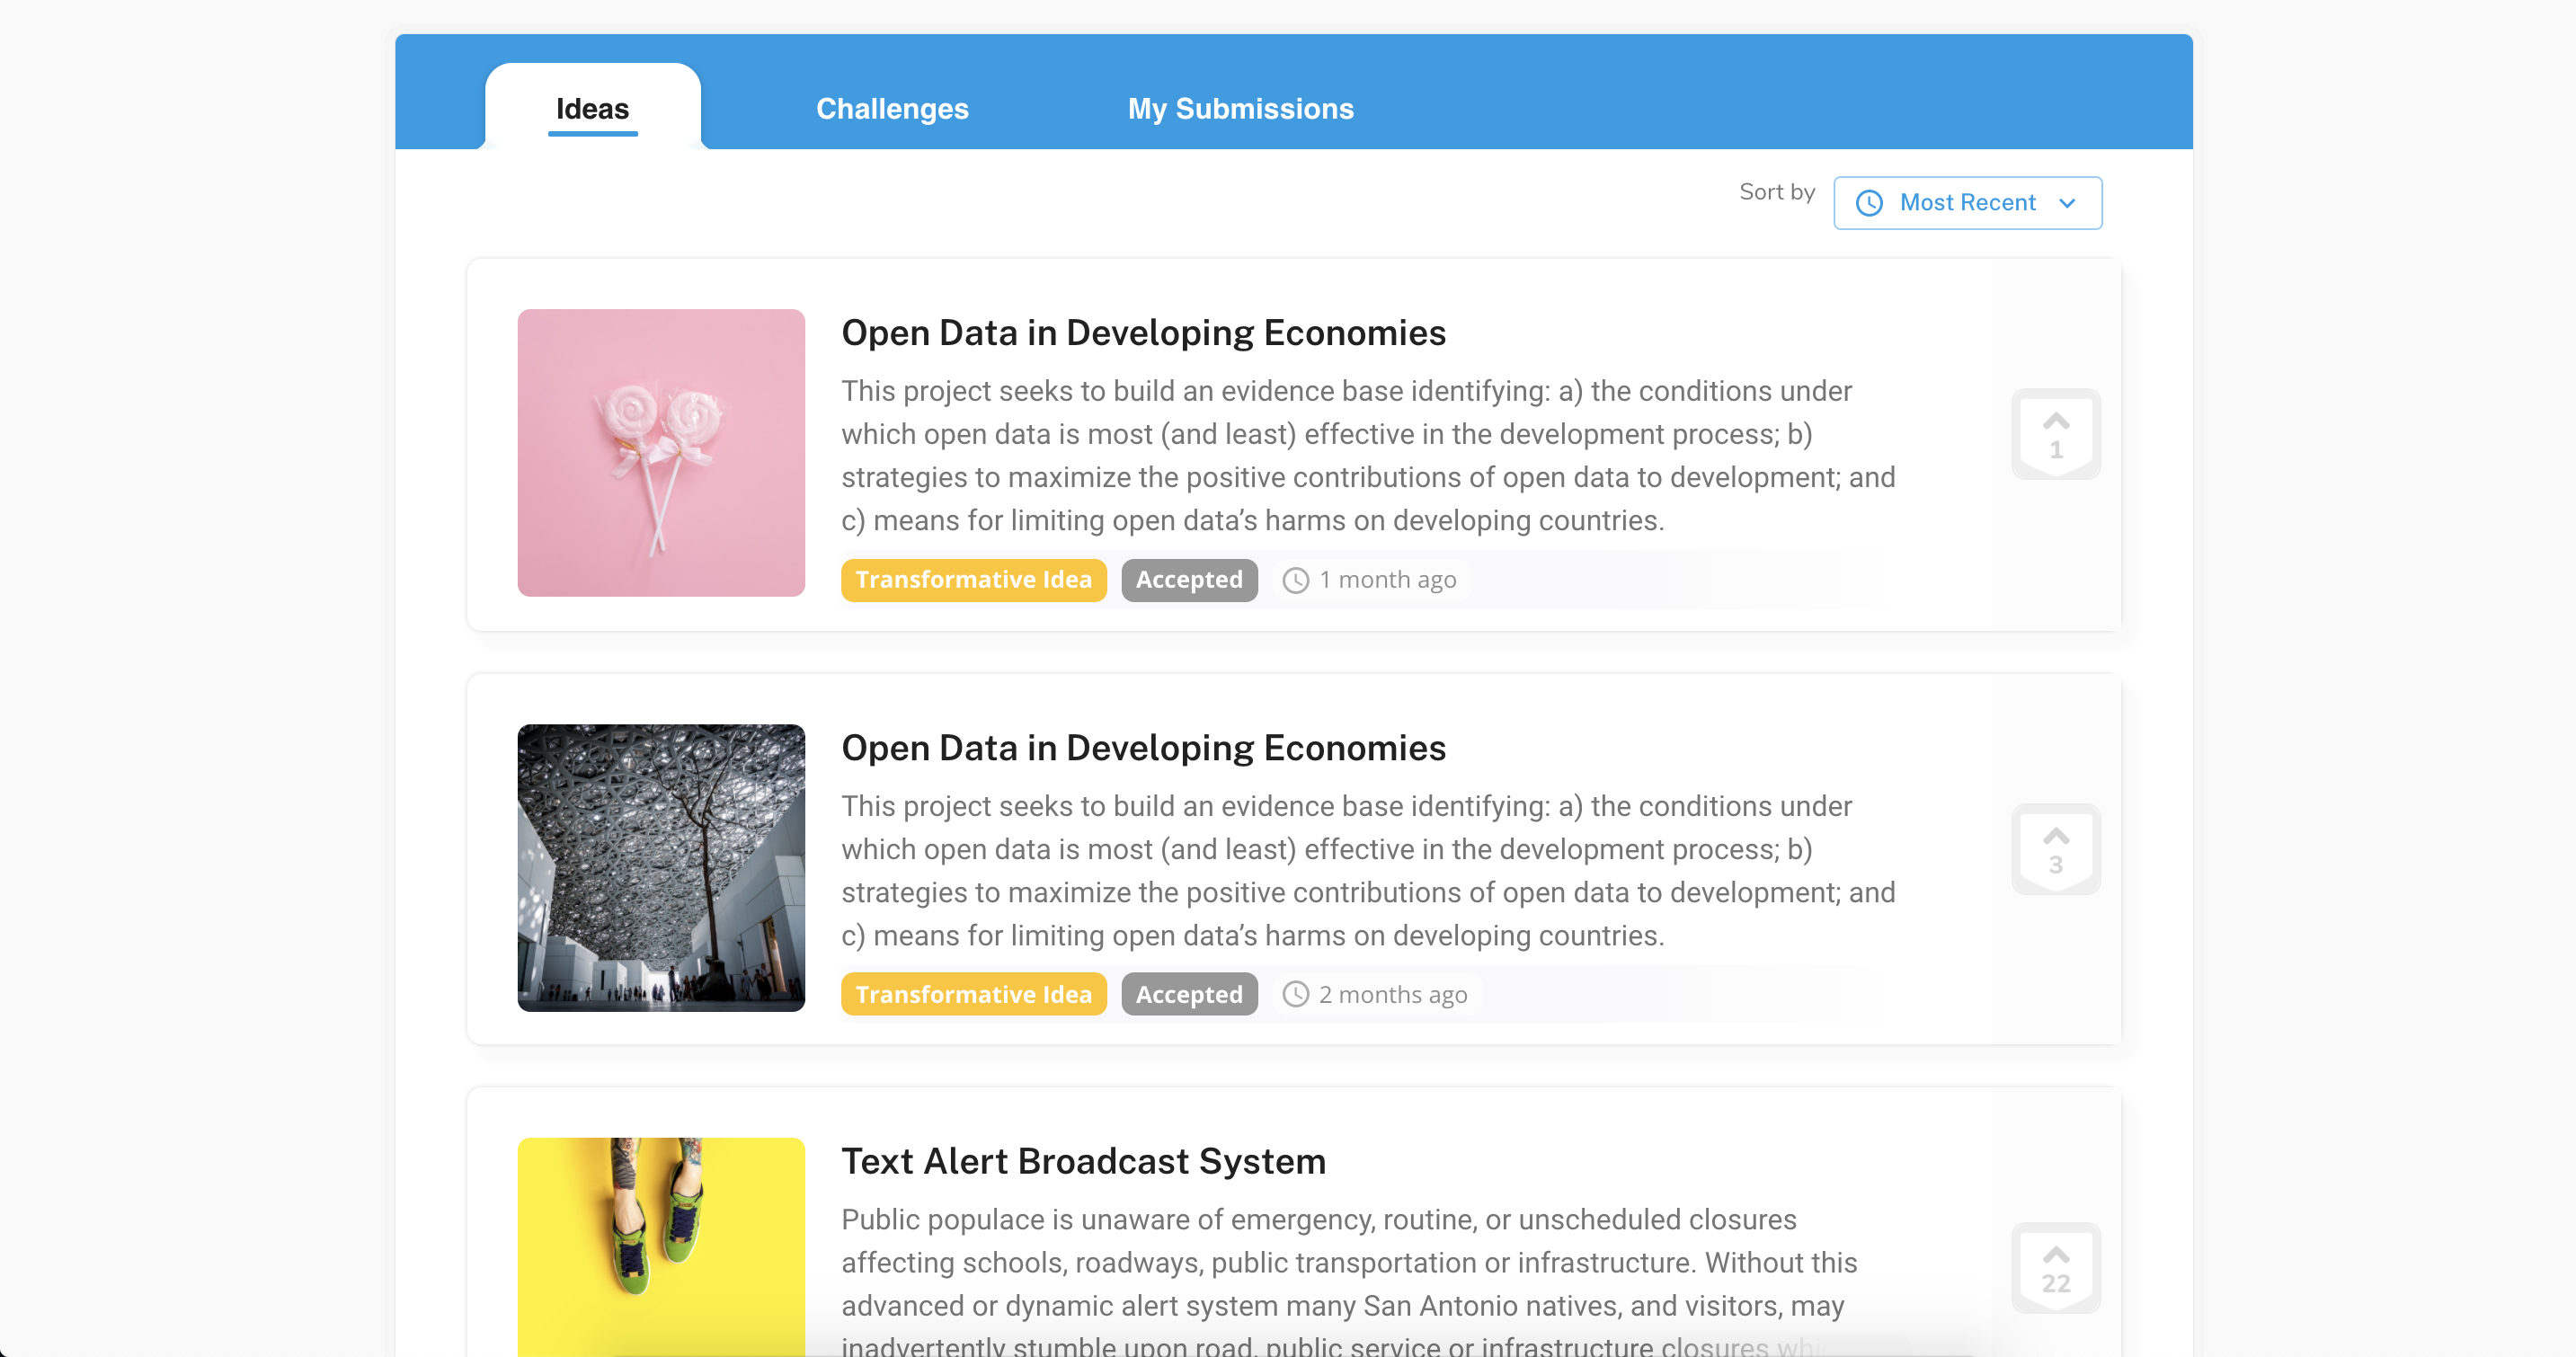 Ideas
Challenges
My Submissions
Sort by
Most Recent
Open Data in Developing Economies
This project seeks to build an evidence base identifying: a) the conditions under
which open data is most (and least) effective in the development process; b)
strategies to maximize the positive contributions of open data to development; and
c) means for limiting open data’s harms on developing countries.
Transformative Idea
Accepted
1 month ago
1
Open Data in Developing Economies
This project seeks to build an evidence base identifying: a) the conditions under
which open data is most (and least) effective in the development process; b)
strategies to maximize the positive contributions of open data to development; and
c) means for limiting open data’s harms on developing countries.
Transformative Idea
Accepted
2 months ago
3
Text Alert Broadcast System
Public populace is unaware of emergency, routine, or unscheduled closures
affecting schools, roadways, public transportation or infrastructure. Without this
advanced or dynamic alert system many San Antonio natives, and visitors, may
inadvertently stumble upon road, public service or infrastructure closures
22